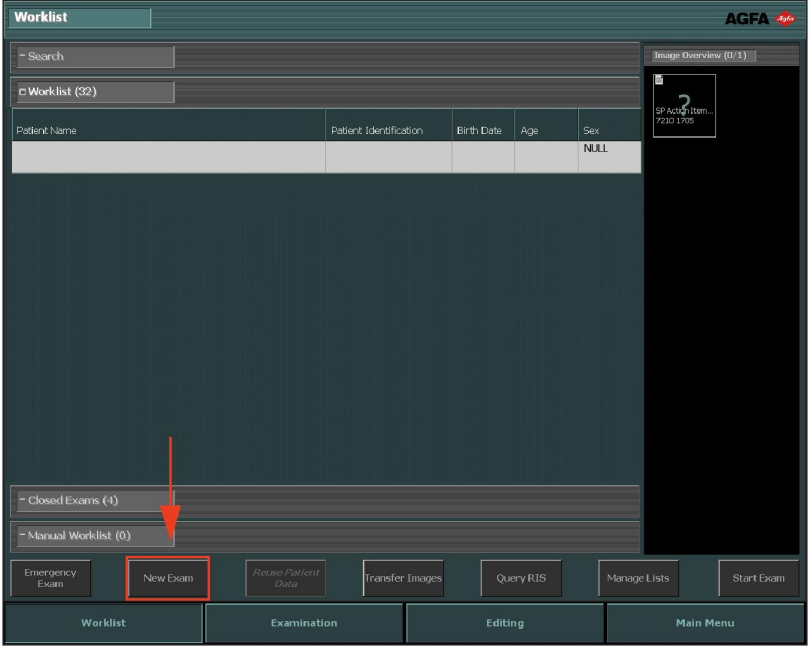 Worklist
AGFA Agfa
- Search
Image Overview (0/1)
Worklist (32)
?
SP Action Item...
7210 1705
Patient Name Patient Identification Birth Date Age Sex
NULL
- Closed Exams (4)
- Manual Worklist (0)
Emergency
Exam
New Exam
Reuse Patient
Data
Transfer Images
Query RIS
Manage Lists
Start Exam
Worklist Examination Editing Main Menu